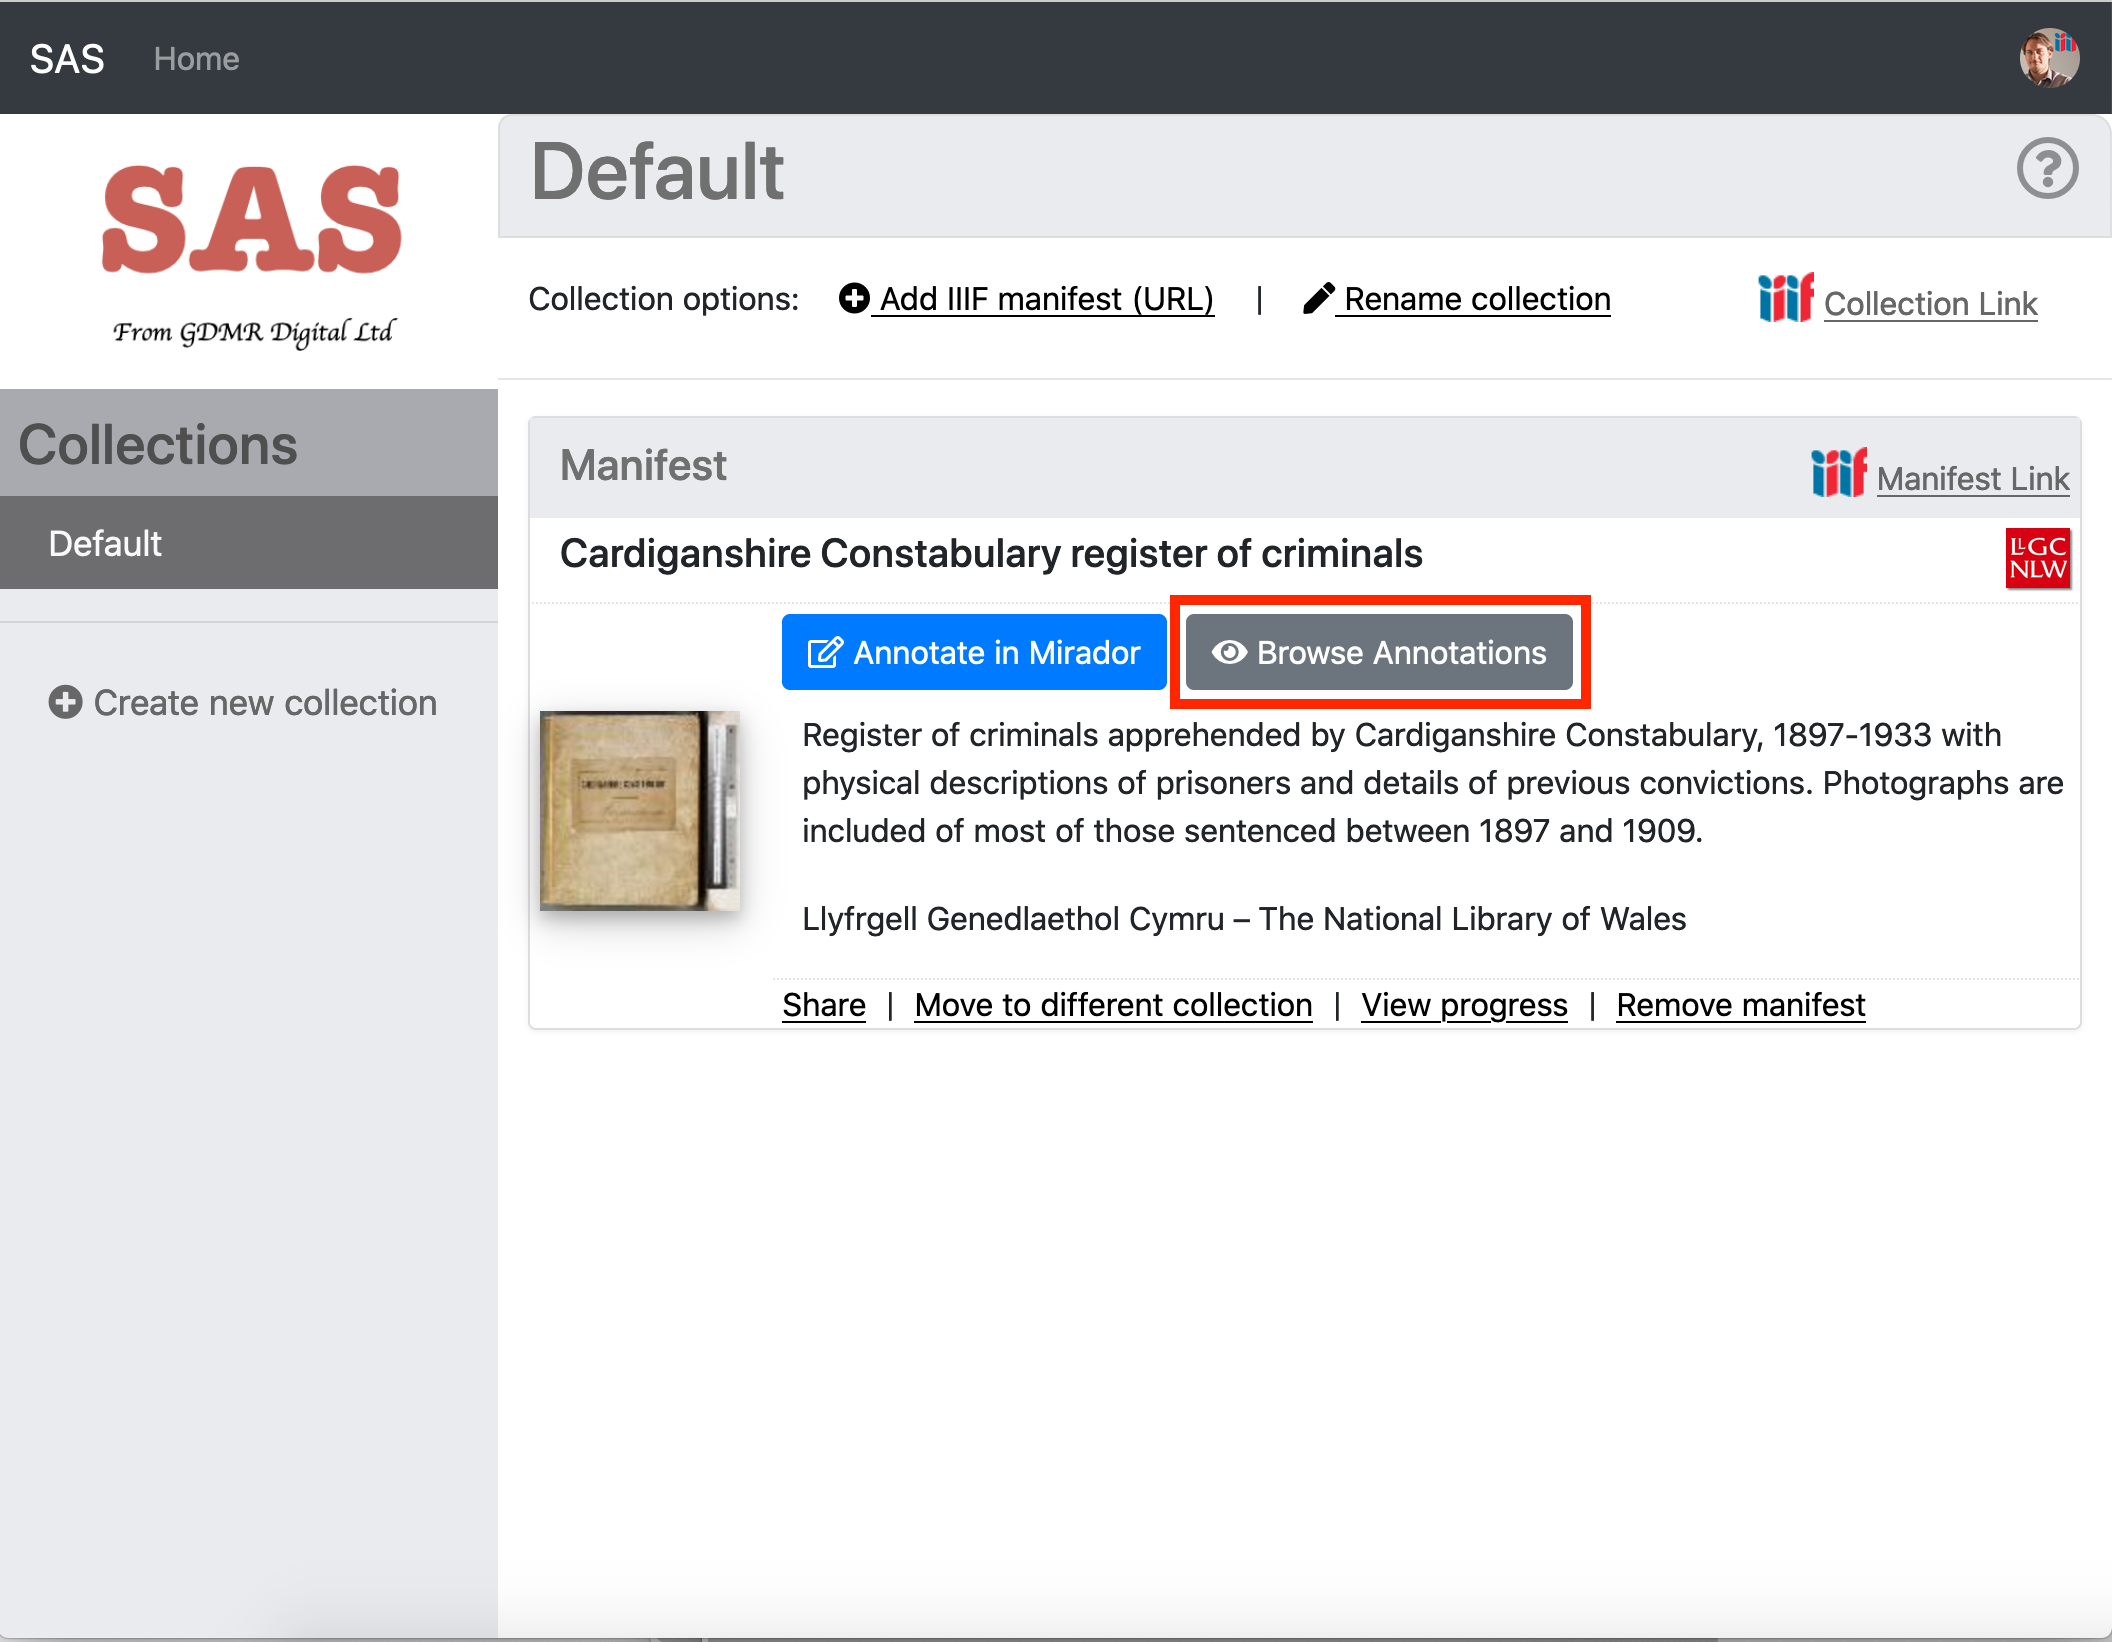 SAS Home
SAS
From GDMR Digital Ltd
Collections
Default
Create new collection
Default
Collection options: Add IIIF manifest (URL) | Rename collection
iiif Collection Link
Manifest
iiif Manifest Link
Cardiganshire Constabulary register of criminals
LLGC
NLW
Annotate in Mirador
Browse Annotations
Register of criminals apprehended by Cardiganshire Constabulary, 1897-1933 with
physical descriptions of prisoners and details of previous convictions. Photographs are
included of most of those sentenced between 1897 and 1909.
Llyfrgell Genedlaethol Cymru – The National Library of Wales
Share | Move to different collection | View progress | Remove manifest